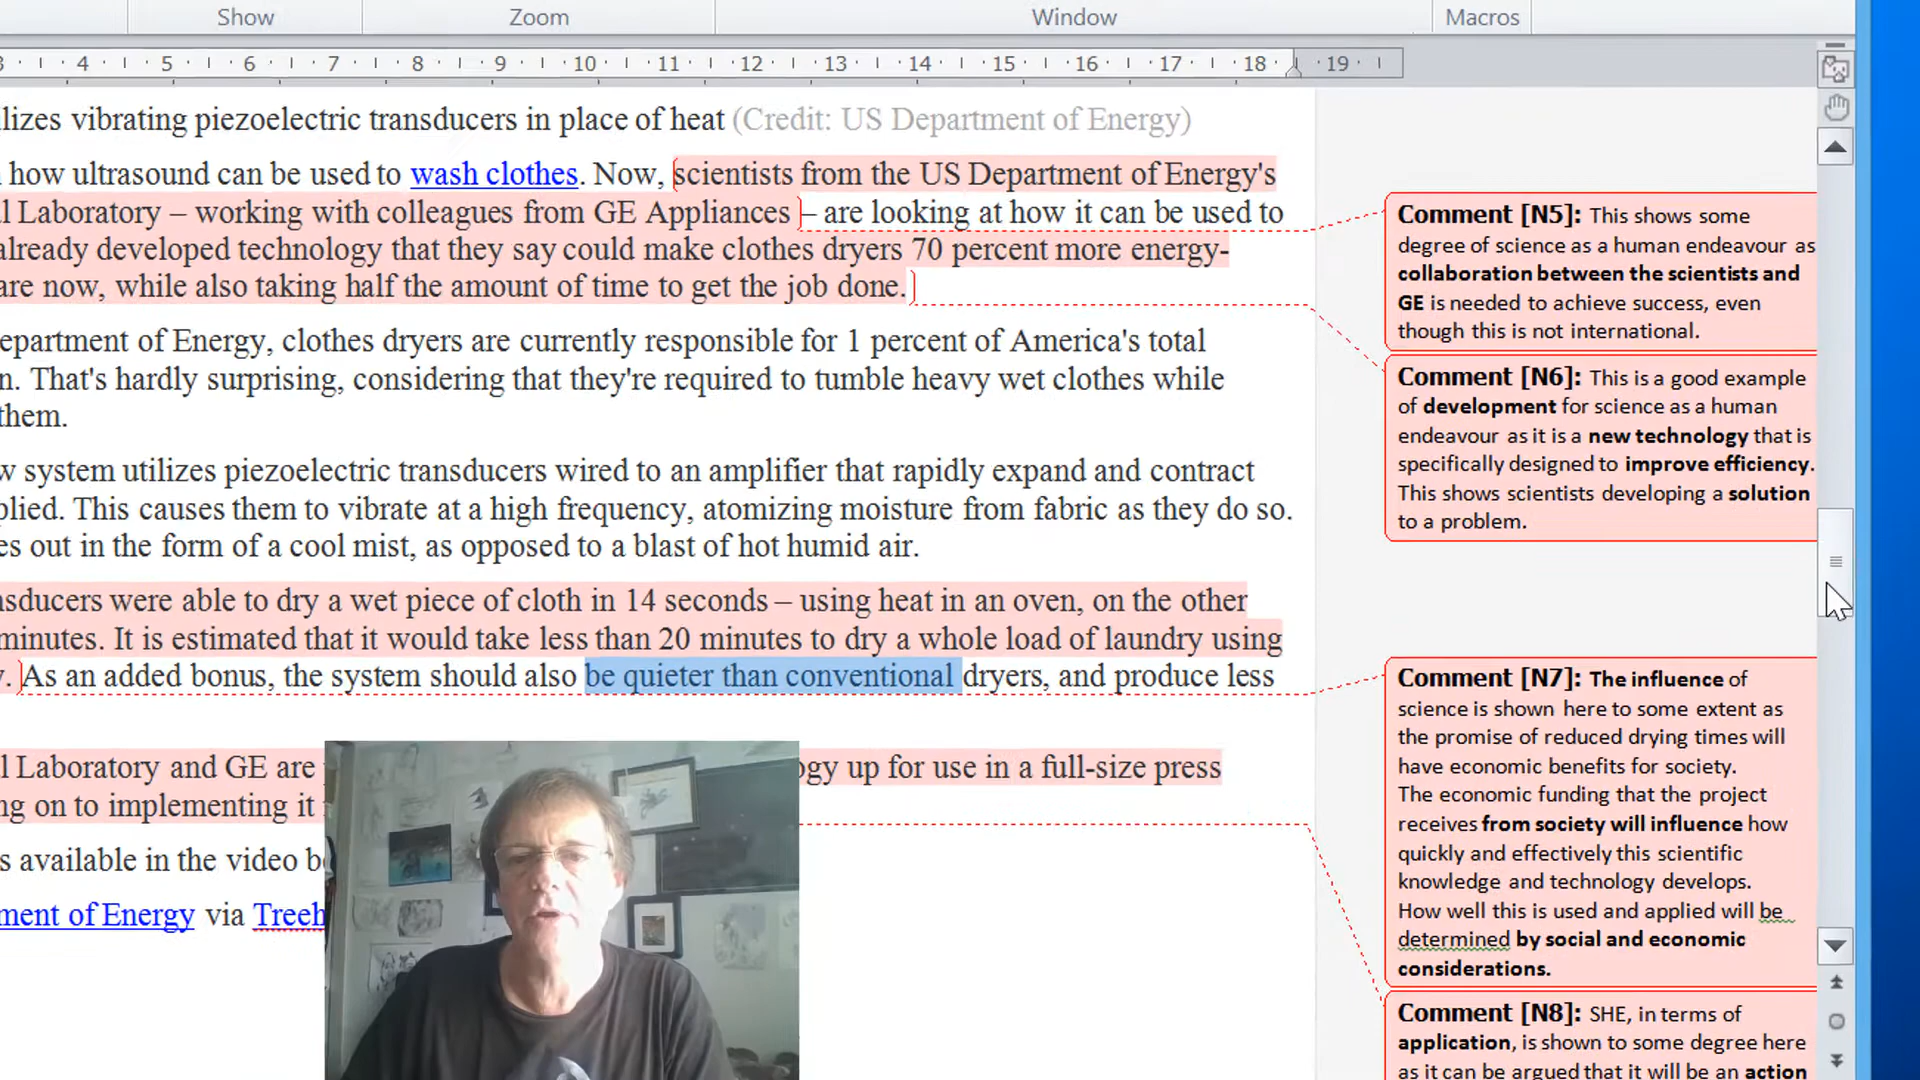 Show
Zoom
Window
Macros
3 4 5 6 7 8 9 10 11 12 13 14 15 16 17 18 19
lizes vibrating piezoelectric transducers in place of heat (Credit: US Department of Energy)
how ultrasound can be used to wash clothes. Now, scientists from the US Department of Energy's
l Laboratory – working with colleagues from GE Appliances – are looking at how it can be used to
already developed technology that they say could make clothes dryers 70 percent more energy-
are now, while also taking half the amount of time to get the job done.
epartment of Energy, clothes dryers are currently responsible for 1 percent of America's total
n. That's hardly surprising, considering that they're required to tumble heavy wet clothes while
them.
w system utilizes piezoelectric transducers wired to an amplifier that rapidly expand and contract
plied. This causes them to vibrate at a high frequency, atomizing moisture from fabric as they do so.
es out in the form of a cool mist, as opposed to a blast of hot humid air.
nsducers were able to dry a wet piece of cloth in 14 seconds – using heat in an oven, on the other
minutes. It is estimated that it would take less than 20 minutes to dry a whole load of laundry using
y. As an added bonus, the system should also be quieter than conventional dryers, and produce less
l Laboratory and GE are
ogy up for use in a full-size press
ng on to implementing it
s available in the video be
ment of Energy via Treeh
Comment [N5]: This shows some
degree of science as a human endeavour as
collaboration between the scientists and
GE is needed to achieve success, even
though this is not international.
Comment [N6]: This is a good example
of development for science as a human
endeavour as it is a new technology that is
specifically designed to improve efficiency.
This shows scientists developing a solution
to a problem.
Comment [N7]: The influence of
science is shown here to some extent as
the promise of reduced drying times will
have economic benefits for society.
The economic funding that the project
receives from society will influence how
quickly and effectively this scientific
knowledge and technology develops.
How well this is used and applied will be
determined by social and economic
considerations.
Comment [N8]: SHE, in terms of
application, is shown to some degree here
as it can be argued that it will be an action